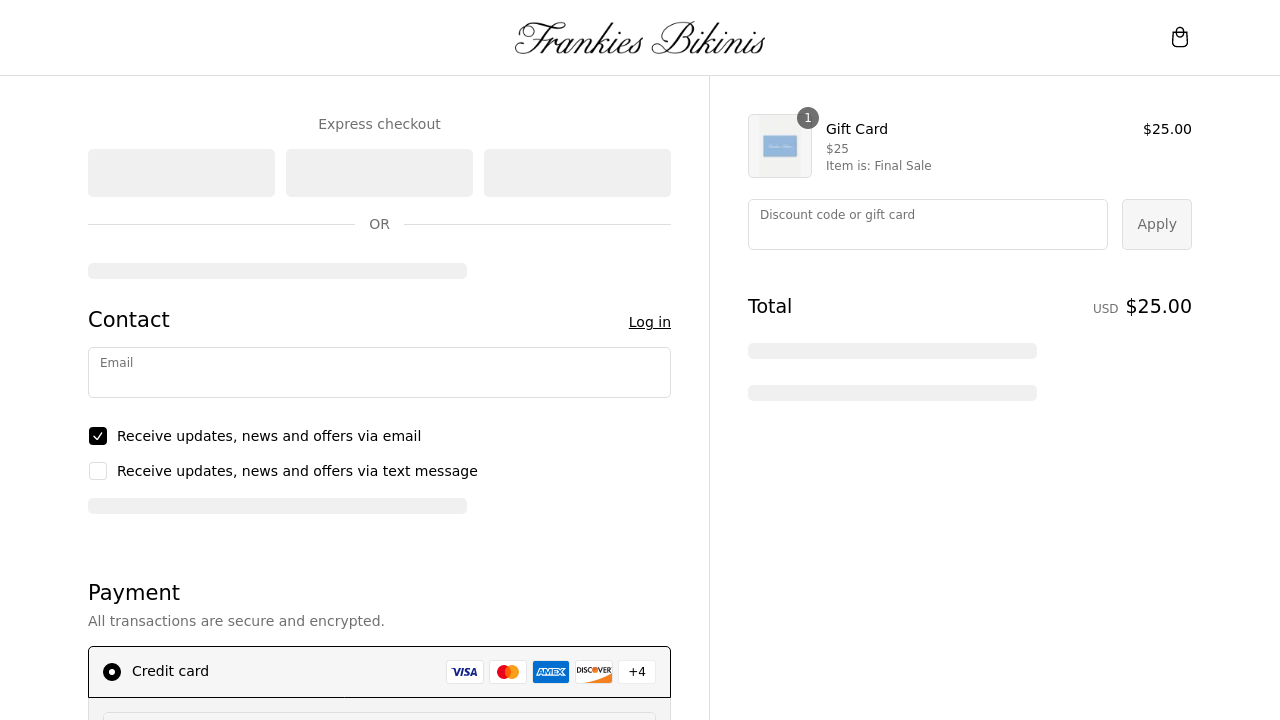 Frankies Bikinis
Express checkout
OR
Contact
Log in
Email
Receive updates, news and offers via email
Receive updates, news and offers via text message
Payment
All transactions are secure and encrypted.
Credit card
VISA
AMEX
DISCOVER
+4
1
Gift Card
$25.00
$25
Item is: Final Sale
Discount code or gift card
Apply
Total
USD $25.00